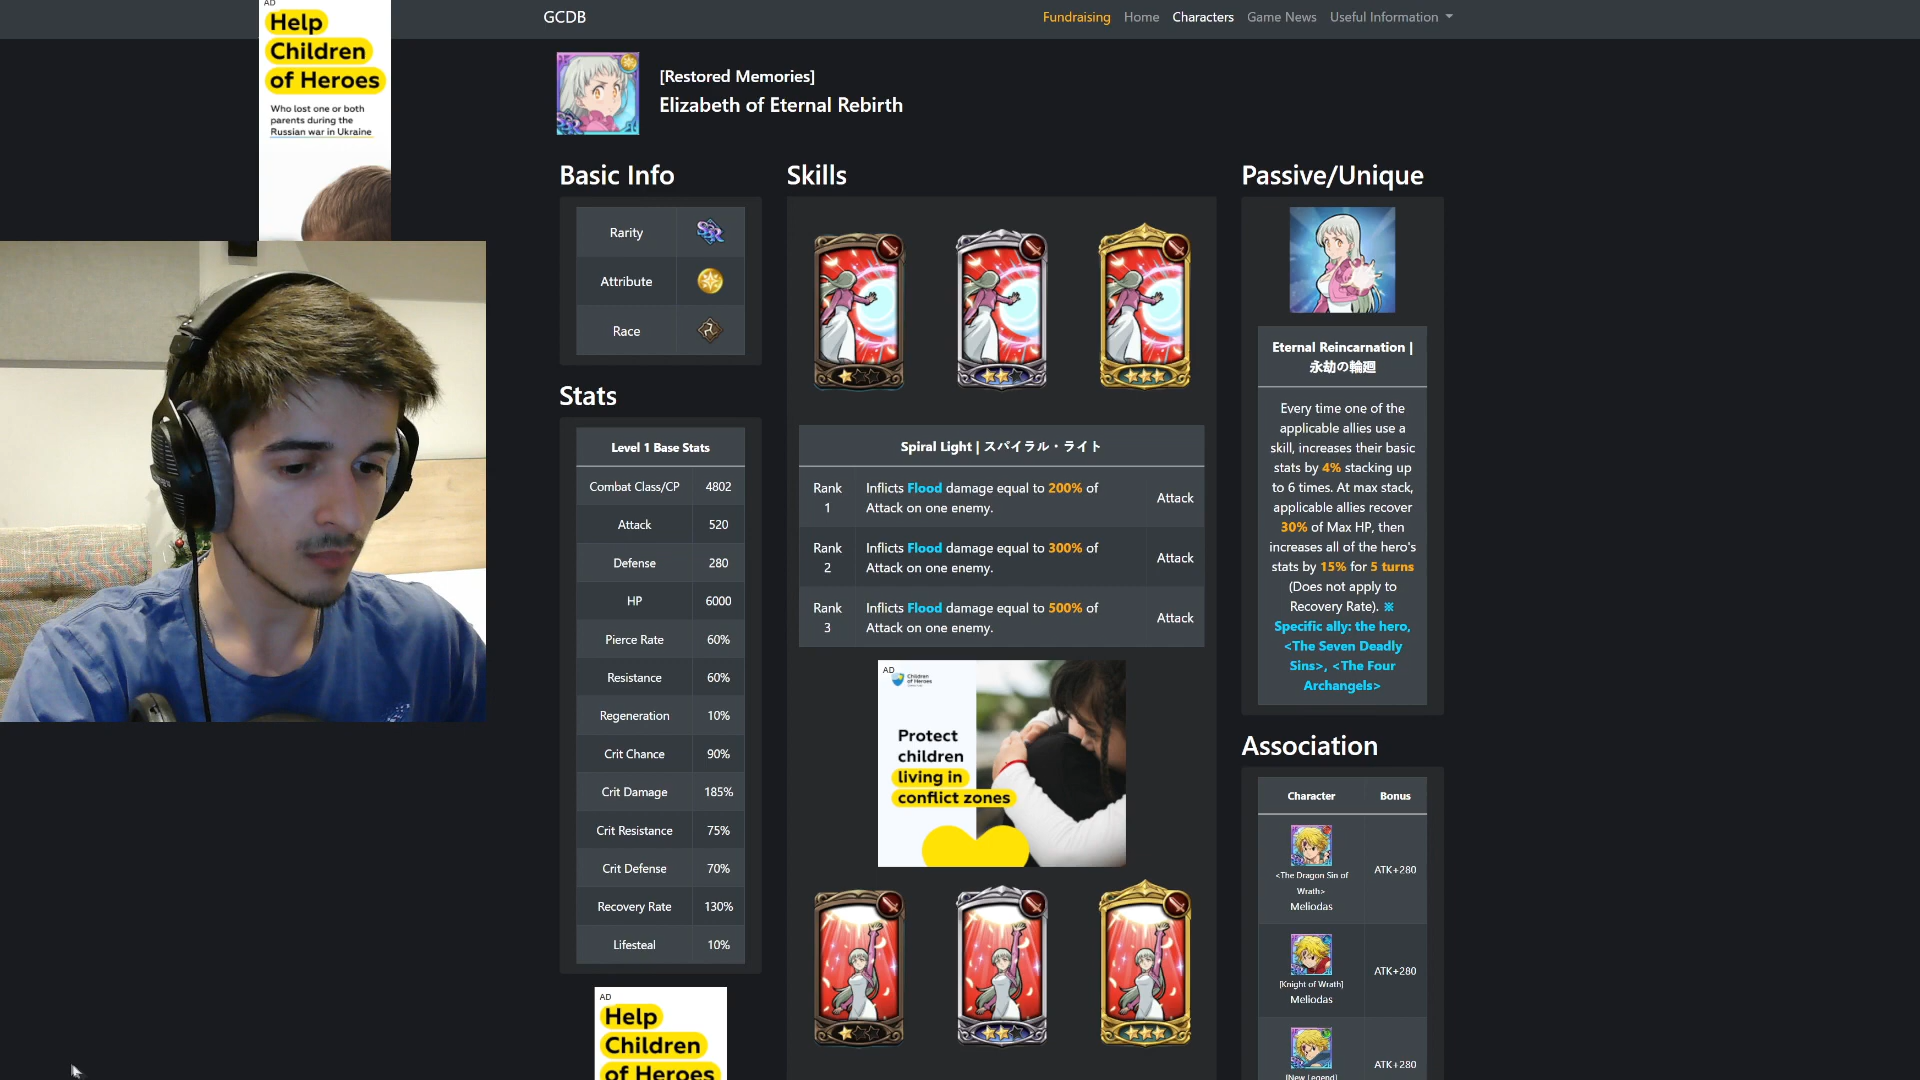 AD
Help
Children
of Heroes
Who lost one or both
parents during the
Russian war in Ukraine
GCDB
Fundraising Home Characters Game News Useful Information
[Restored Memories]
Elizabeth of Eternal Rebirth
Basic Info
Rarity SSR
Attribute
Race
Stats
Level 1 Base Stats
Combat Class/CP 4802
Attack 520
Defense 280
HP 6000
Pierce Rate 60%
Resistance 60%
Regeneration 10%
Crit Chance 90%
Crit Damage 185%
Crit Resistance 75%
Crit Defense 70%
Recovery Rate 130%
Lifesteal 10%
AD
Help
Children
of Heroes
Skills
Spiral Light | スパイラル・ライト
Rank 1 Inflicts Flood damage equal to 200% of
Attack on one enemy. Attack
Rank 2 Inflicts Flood damage equal to 300% of
Attack on one enemy. Attack
Rank 3 Inflicts Flood damage equal to 500% of
Attack on one enemy. Attack
AD
Children
of Heroes
Protect
children
living in
conflict zones
Passive/Unique
Eternal Reincarnation |
永劫の輪廻
Every time one of the
applicable allies use a
skill, increases their basic
stats by 4% stacking up
to 6 times. At max stack,
applicable allies recover
30% of Max HP, then
increases all of the hero's
stats by 15% for 5 turns
(Does not apply to
Recovery Rate). ※
Specific ally: the hero,
<The Seven Deadly
Sins>, <The Four
Archangels>
Association
Character Bonus
<The Dragon Sin of
Wrath>
Meliodas
ATK+280
[Knight of Wrath]
Meliodas
ATK+280
[New Legend]
ATK+280